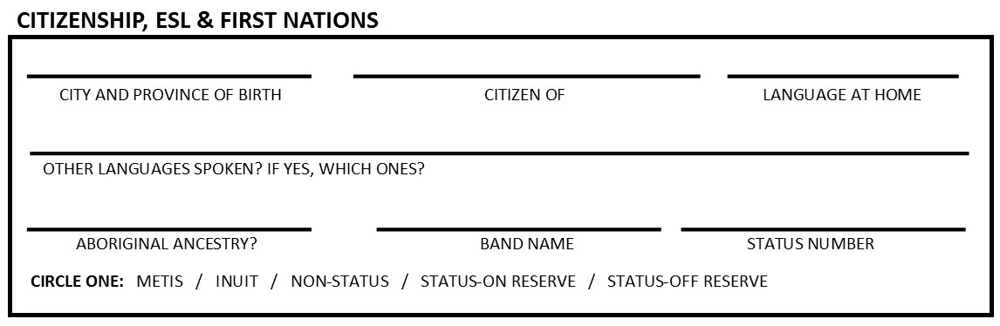 CITIZENSHIP, ESL & FIRST NATIONS
CITY AND PROVINCE OF BIRTH CITIZEN OF LANGUAGE AT HOME
OTHER LANGUAGES SPOKEN? IF YES, WHICH ONES?
ABORIGINAL ANCESTRY? BAND NAME STATUS NUMBER
CIRCLE ONE: METIS / INUIT / NON-STATUS / STATUS-ON RESERVE / STATUS-OFF RESERVE